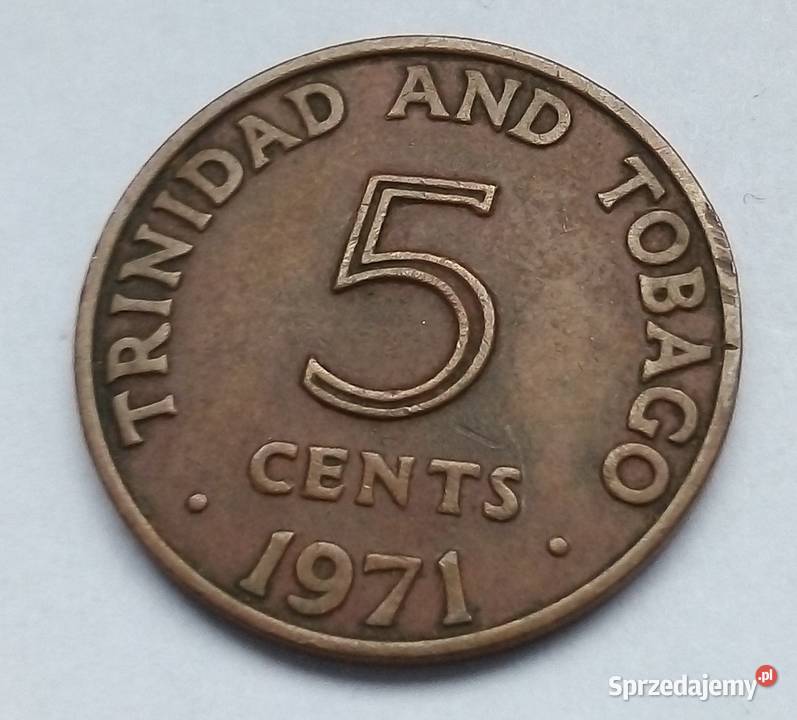 TRINIDAD AND TOBAGO
5
CENTS
• 1971 •
Sprzedajemy.pl